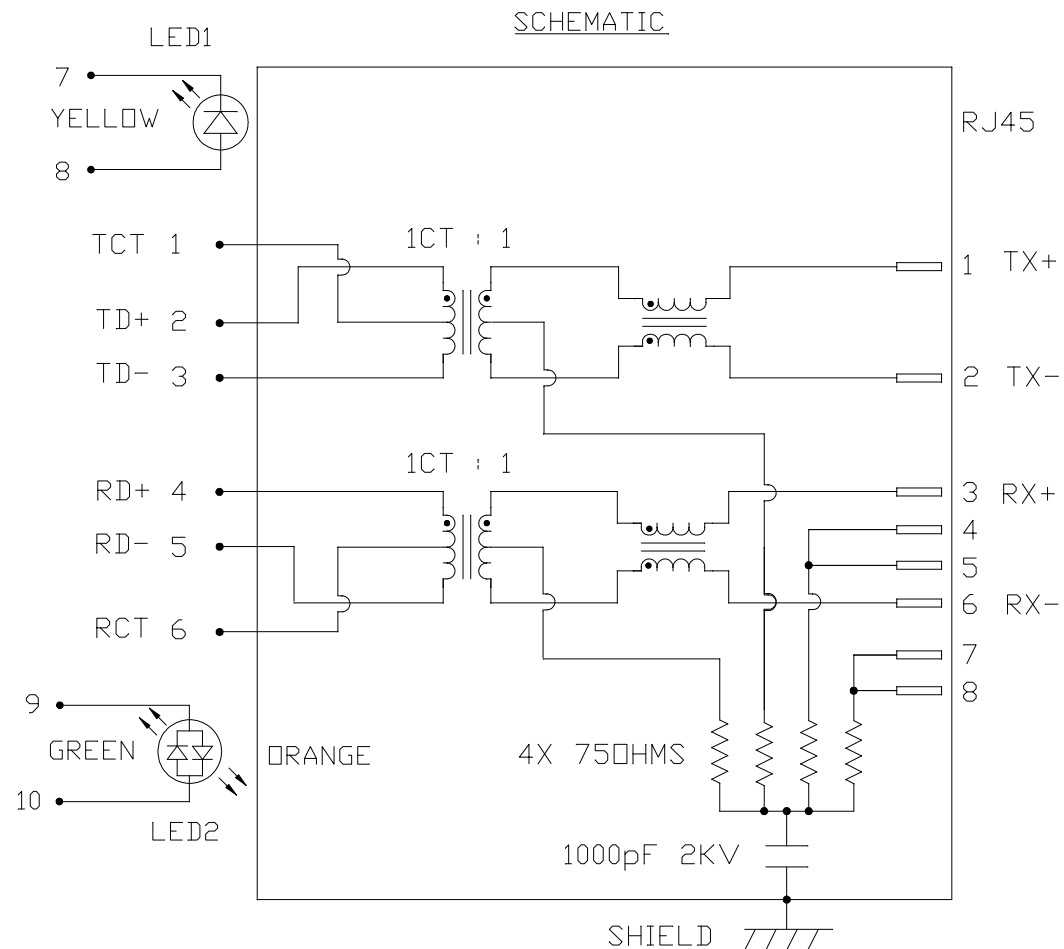 SCHEMATIC
LED1
7
YELLOW
8
RJ45
TCT 1
1CT : 1
1 TX+
TD+ 2
TD- 3
2 TX-
1CT : 1
RD+ 4
3 RX+
4
RD- 5
5
6 RX-
RCT 6
7
8
9
GREEN
ORANGE
4X 75OHMS
10
LED2
1000pF 2KV
SHIELD